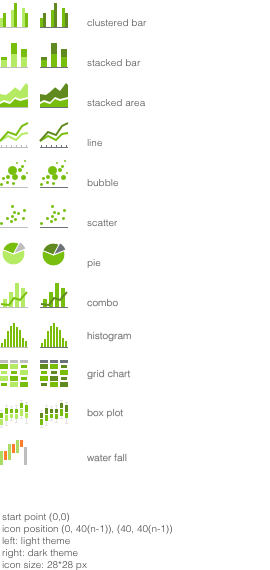 clustered bar
stacked bar
stacked area
line
bubble
scatter
pie
combo
histogram
grid chart
box plot
water fall
start point (0,0)
icon position (0, 40(n-1)), (40, 40(n-1))
left: light theme
right: dark theme
icon size: 28*28 px